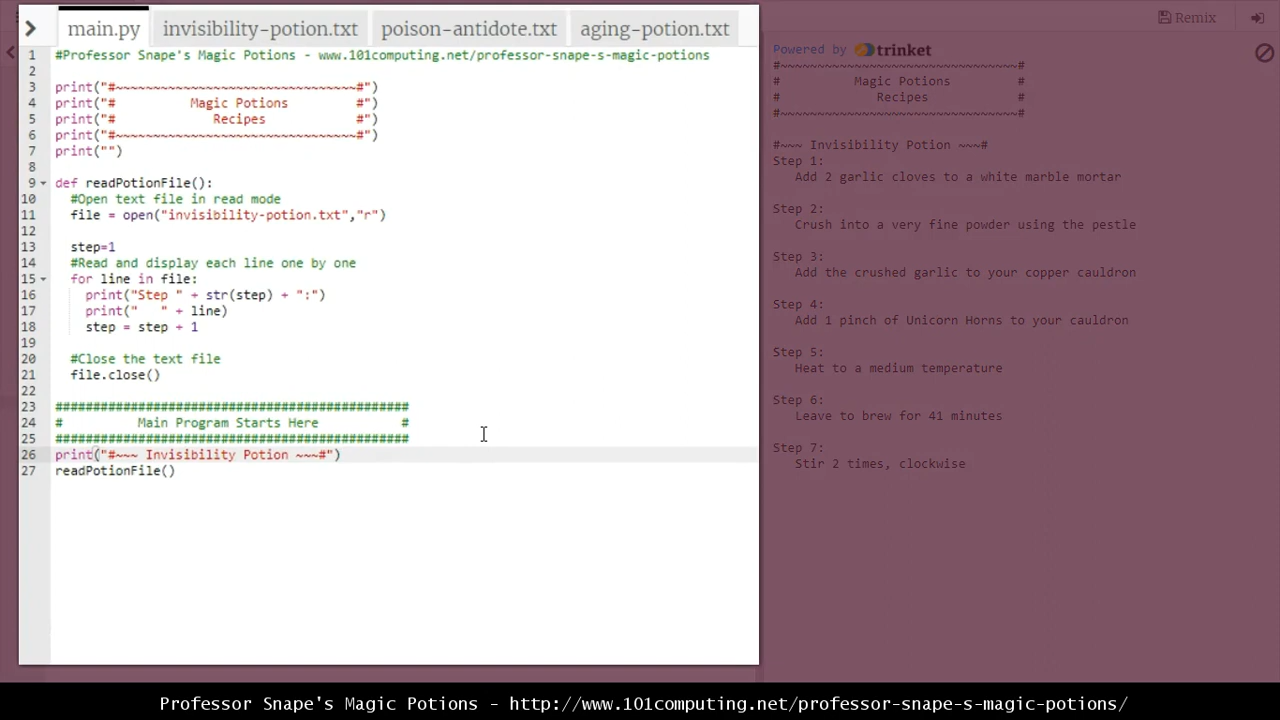 main.py invisibility-potion.txt poison-antidote.txt aging-potion.txt
1 #Professor Snape's Magic Potions - www.101computing.net/professor-snape-s-magic-potions
2
3 print("#~~~~~~~~~~~~~~~~~~~~~~~~~~~~~~~~#")
4 print("#          Magic Potions         #")
5 print("#             Recipes            #")
6 print("#~~~~~~~~~~~~~~~~~~~~~~~~~~~~~~~~#")
7 print("")
8
9 def readPotionFile():
10   #Open text file in read mode
11   file = open("invisibility-potion.txt","r")
12
13   step=1
14   #Read and display each line one by one
15   for line in file:
16     print("Step " + str(step) + ":")
17     print("   " + line)
18     step = step + 1
19
20   #Close the text file
21   file.close()
22
23 ###############################################
24 #          Main Program Starts Here           #
25 ###############################################
26 print("#~~~ Invisibility Potion ~~~#")
27 readPotionFile()
Remix
Powered by trinket
#~~~~~~~~~~~~~~~~~~~~~~~~~~~~~~~~#
#          Magic Potions         #
#             Recipes            #
#~~~~~~~~~~~~~~~~~~~~~~~~~~~~~~~~#
#~~~ Invisibility Potion ~~~#
Step 1:
   Add 2 garlic cloves to a white marble mortar
Step 2:
   Crush into a very fine powder using the pestle
Step 3:
   Add the crushed garlic to your copper cauldron
Step 4:
   Add 1 pinch of Unicorn Horns to your cauldron
Step 5:
   Heat to a medium temperature
Step 6:
   Leave to brew for 41 minutes
Step 7:
   Stir 2 times, clockwise
Professor Snape's Magic Potions - http://www.101computing.net/professor-snape-s-magic-potions/